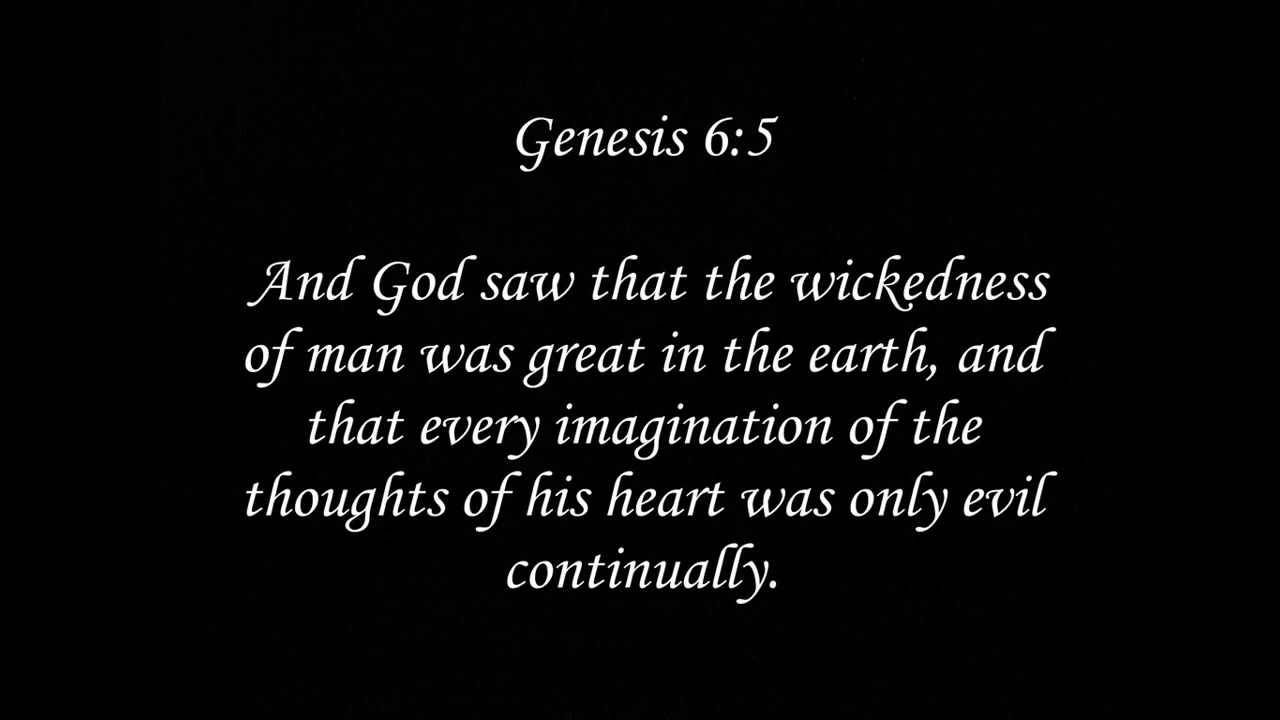 Genesis 6:5
And God saw that the wickedness
of man was great in the earth, and
that every imagination of the
thoughts of his heart was only evil
continually.